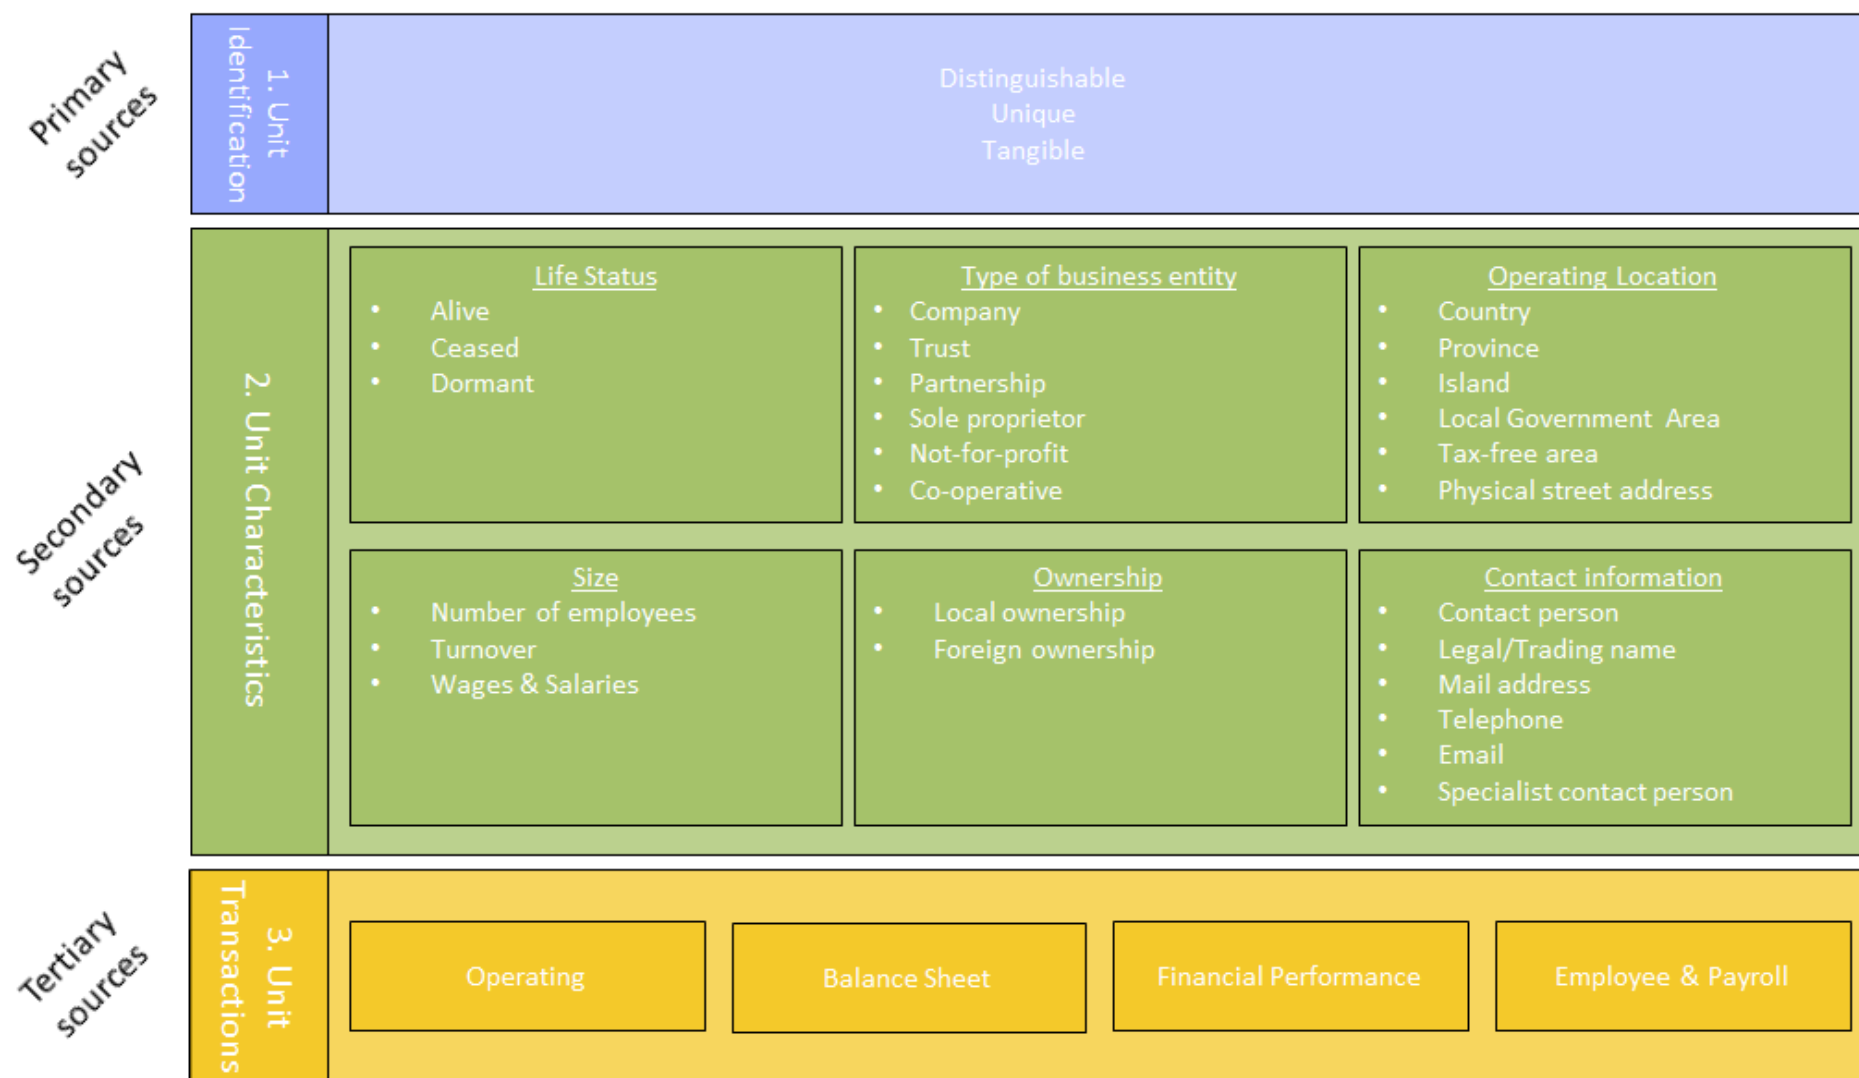 Primary
sources
1. Unit
Identification
Distinguishable
Unique
Tangible
Secondary
sources
2. Unit Characteristics
Life Status
• Alive
• Ceased
• Dormant
Type of business entity
• Company
• Trust
• Partnership
• Sole proprietor
• Not-for-profit
• Co-operative
Operating Location
• Country
• Province
• Island
• Local Government Area
• Tax-free area
• Physical street address
Size
• Number of employees
• Turnover
• Wages & Salaries
Ownership
• Local ownership
• Foreign ownership
Contact information
• Contact person
• Legal/Trading name
• Mail address
• Telephone
• Email
• Specialist contact person
Tertiary
sources
3. Unit
Transactions
Operating
Balance Sheet
Financial Performance
Employee & Payroll